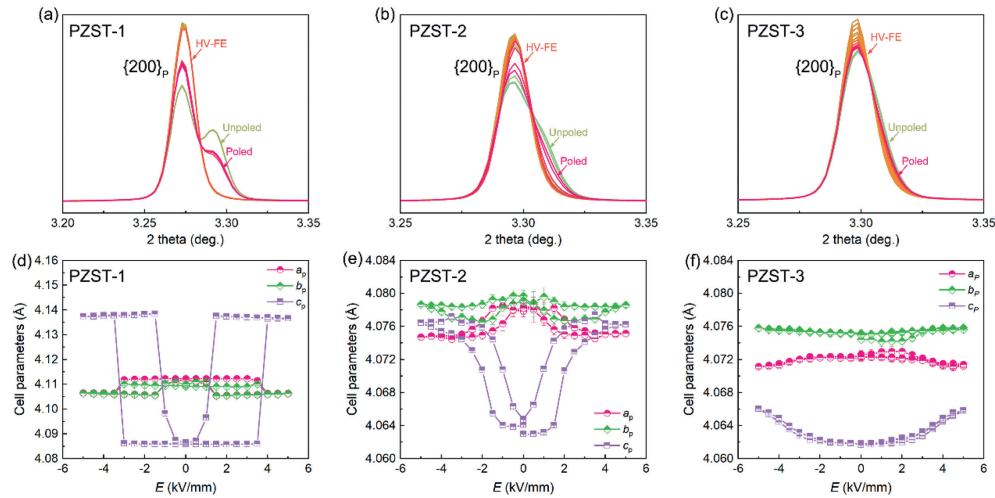 (a)
PZST-1
HV-FE
{200}P
Unpoled
Poled
3.20 3.25 3.30 3.35
2 theta (deg.)
(b)
PZST-2
HV-FE
{200}P
Unpoled
Poled
3.25 3.30 3.35
2 theta (deg.)
(c)
PZST-3
HV-FE
{200}P
Poled
3.25 3.30 3.35
2 theta (deg.)
(d)
PZST-1
ap
bp
cp
Cell parameters (Å)
4.16
4.14
4.13
4.12
4.11
4.10
4.09
4.08
-6 -4 -2 0 2 4 6
E (kV/mm)
(e)
PZST-2
ap
bp
cp
Cell parameters (Å)
4.084
4.080
4.076
4.072
4.068
4.064
4.060
-6 -4 -2 0 2 4 6
E (kV/mm)
(f)
PZST-3
aP
bP
cP
Cell parameters (Å)
4.084
4.080
4.076
4.072
4.068
4.064
4.060
-6 -4 -2 0 2 4 6
E (kV/mm)